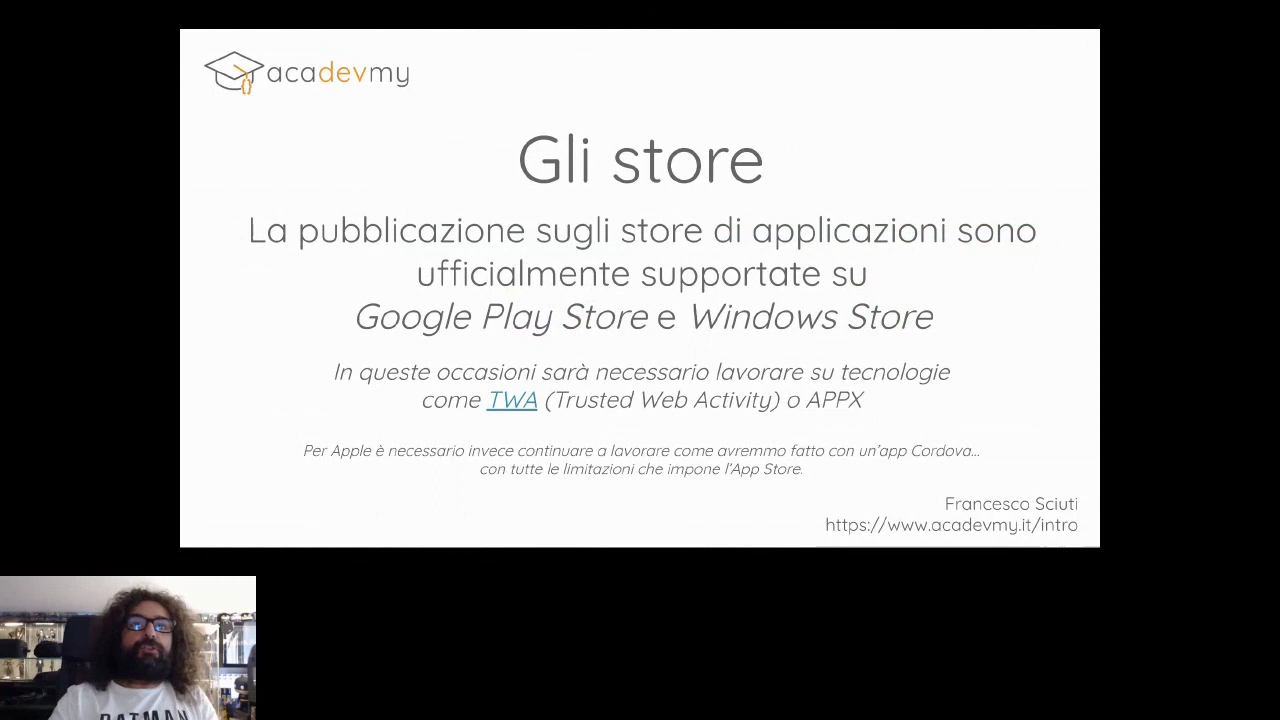 acadevmy
Gli store
La pubblicazione sugli store di applicazioni sono
ufficialmente supportate su
Google Play Store e Windows Store
In queste occasioni sarà necessario lavorare su tecnologie
come TWA (Trusted Web Activity) o APPX
Per Apple è necessario invece continuare a lavorare come avremmo fatto con un'app Cordova...
con tutte le limitazioni che impone l'App Store.
Francesco Sciuti
https://www.acadevmy.it/intro
BATMAN